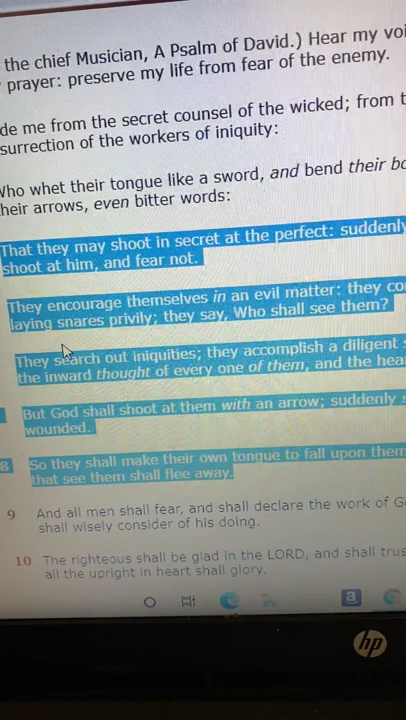 the chief Musician, A Psalm of David.) Hear my voi
prayer: preserve my life from fear of the enemy.
de me from the secret counsel of the wicked; from t
surrection of the workers of iniquity:
Who whet their tongue like a sword, and bend their bo
heir arrows, even bitter words:
That they may shoot in secret at the perfect: suddenly
shoot at him, and fear not.
They encourage themselves in an evil matter: they co
laying snares privily; they say, Who shall see them?
They search out iniquities; they accomplish a diligent s
the inward thought of every one of them, and the hea
But God shall shoot at them with an arrow; suddenly s
wounded.
8 So they shall make their own tongue to fall upon them
that see them shall flee away.
9 And all men shall fear, and shall declare the work of G
shall wisely consider of his doing.
10 The righteous shall be glad in the LORD, and shall trus
all the upright in heart shall glory.
a
hp